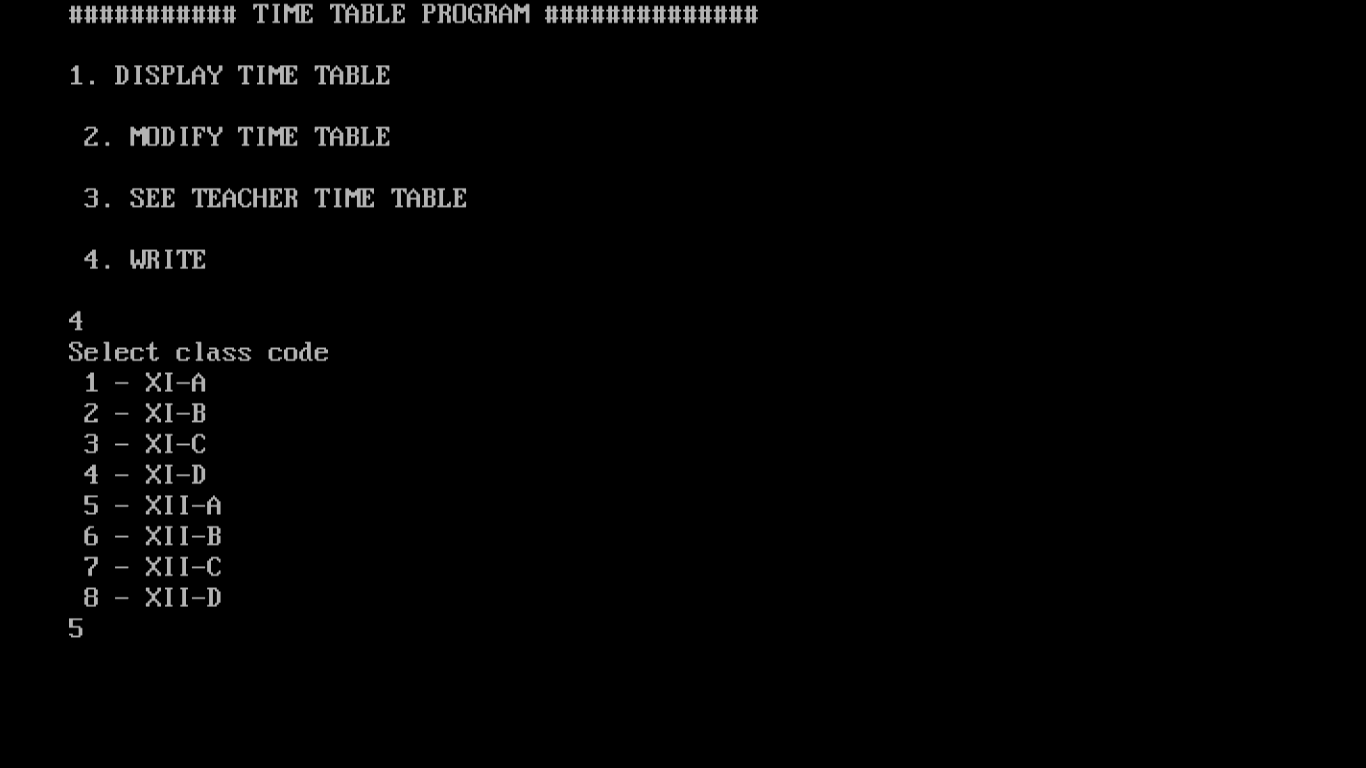 ########### TIME TABLE PROGRAM ##############
1. DISPLAY TIME TABLE
2. MODIFY TIME TABLE
3. SEE TEACHER TIME TABLE
4. WRITE
4
Select class code
1 - XI-A
2 - XI-B
3 - XI-C
4 - XI-D
5 - XII-A
6 - XII-B
7 - XII-C
8 - XII-D
5